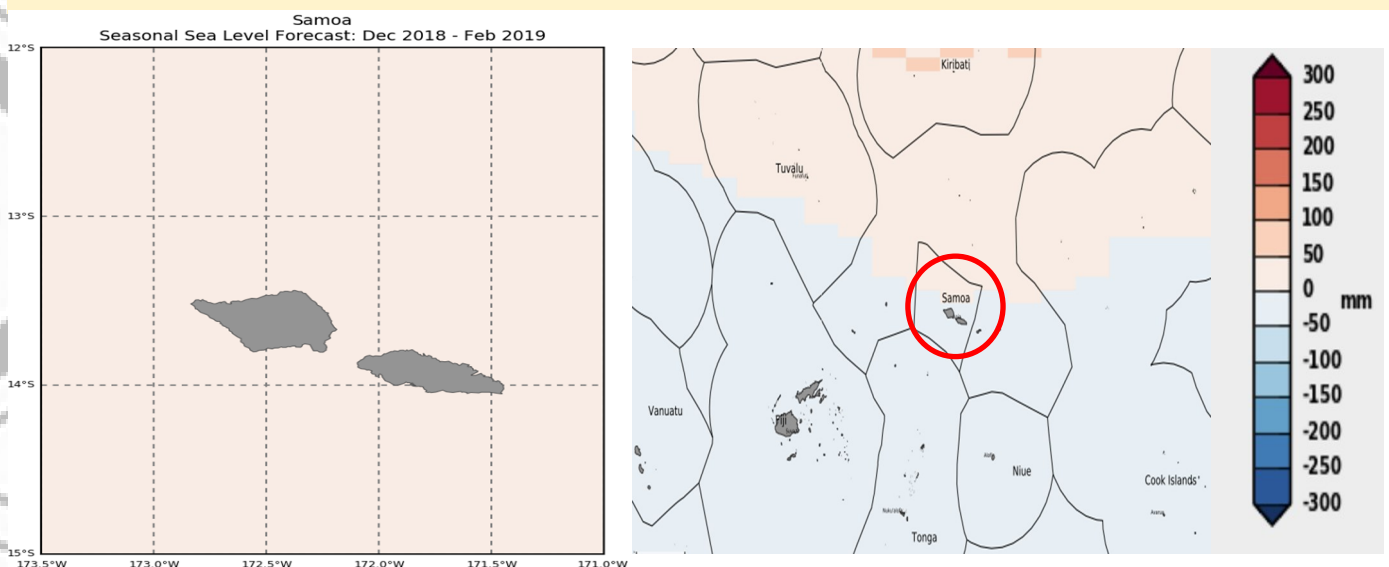 Samoa
Seasonal Sea Level Forecast: Dec 2018 - Feb 2019
12°S
13°S
14°S
15°S
173.5°W 173.0°W 172.5°W 172.0°W 171.5°W 171.0°W
Kiribati
Tuvalu
Samoa
Vanuatu
Fiji
Niue
Cook Islands
Tonga
300
250
200
150
100
50
0
mm
-50
-100
-150
-200
-250
-300